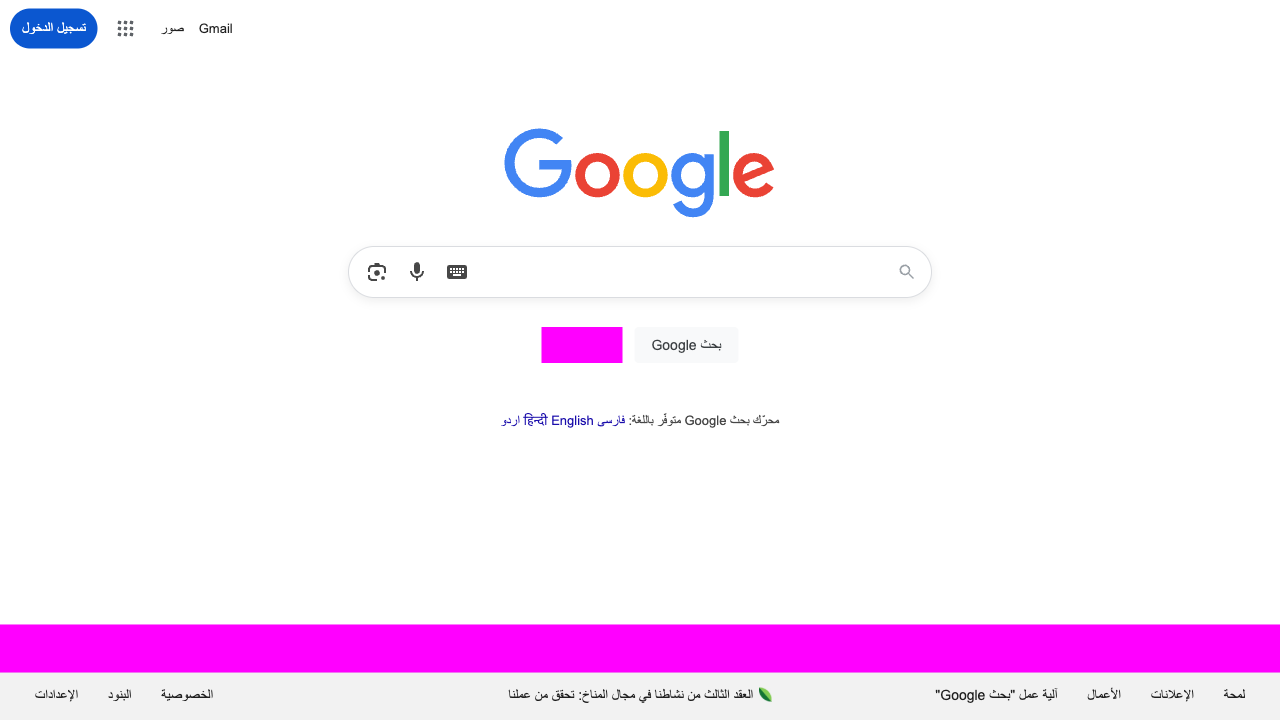 Gmail
صور
تسجيل الدخول
Google
بحث Google
محرّك بحث Google متوفّر باللغة: فارسی English हिन्दी اردو
لمحة
الإعلانات
الأعمال
آلية عمل "بحث Google"
العقد الثالث من نشاطنا في مجال المناخ: تحقق من عملنا
الخصوصية
البنود
الإعدادات